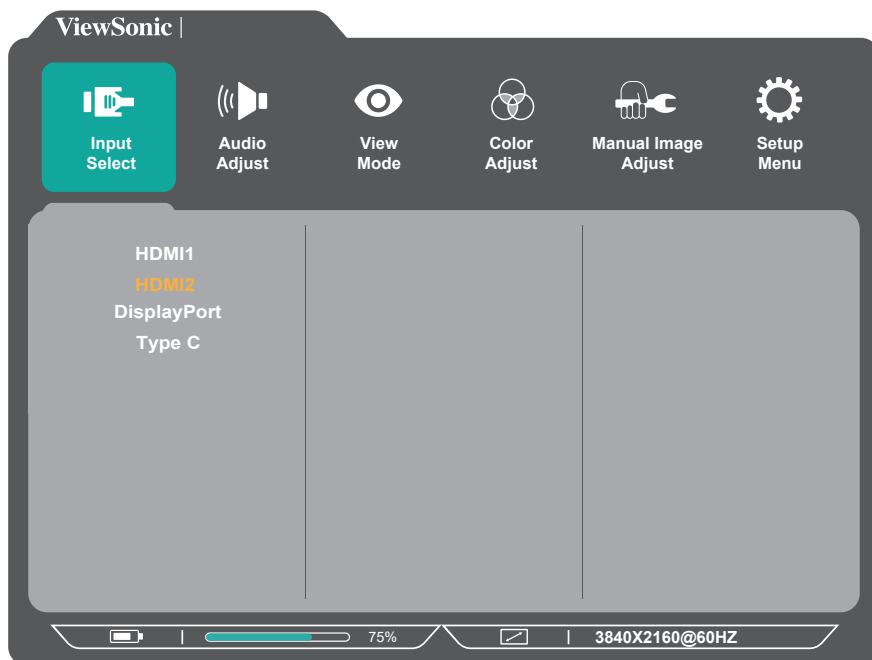 ViewSonic
Input
Select
Audio
Adjust
View
Mode
Color
Adjust
Manual Image
Adjust
Setup
Menu
HDMI1
HDMI2
DisplayPort
Type C
75%
3840X2160@60HZ